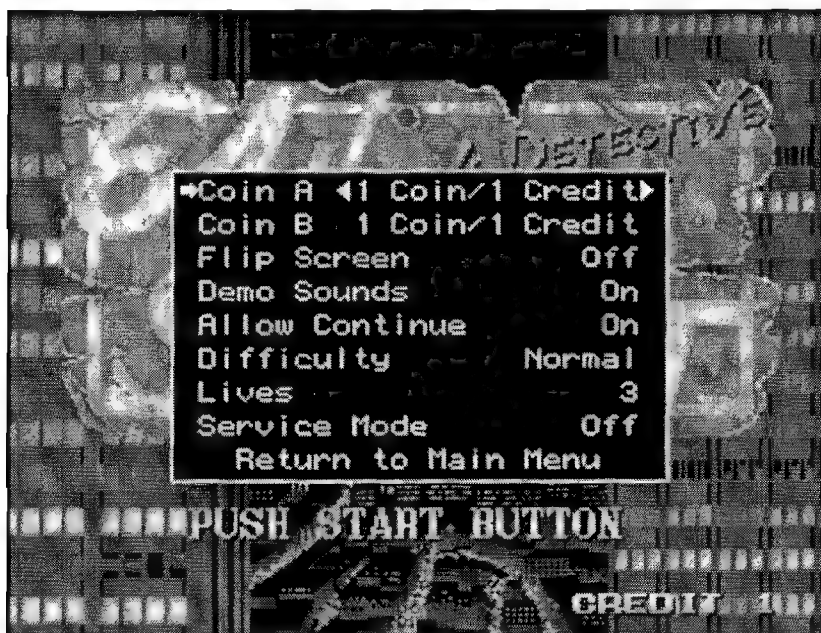 A DETECTIVE
➡Coin A ◀1 Coin/1 Credit▶
Coin B 1 Coin/1 Credit
Flip Screen Off
Demo Sounds On
Allow Continue On
Difficulty Normal
Lives 3
Service Mode Off
Return to Main Menu
PUSH START BUTTON
CREDIT 1